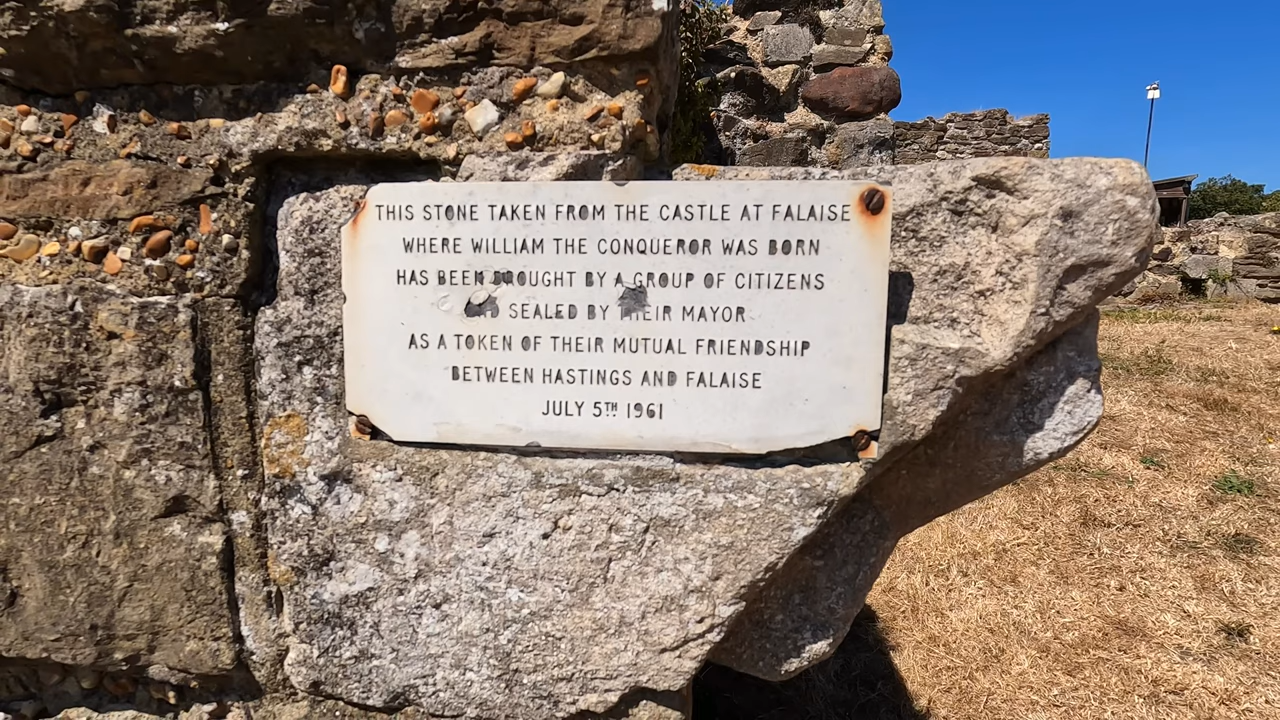 THIS STONE TAKEN FROM THE CASTLE AT FALAISE
WHERE WILLIAM THE CONQUEROR WAS BORN
HAS BEEN BROUGHT BY A GROUP OF CITIZENS
AND SEALED BY THEIR MAYOR
AS A TOKEN OF THEIR MUTUAL FRIENDSHIP
BETWEEN HASTINGS AND FALAISE
JULY 5TH 1961